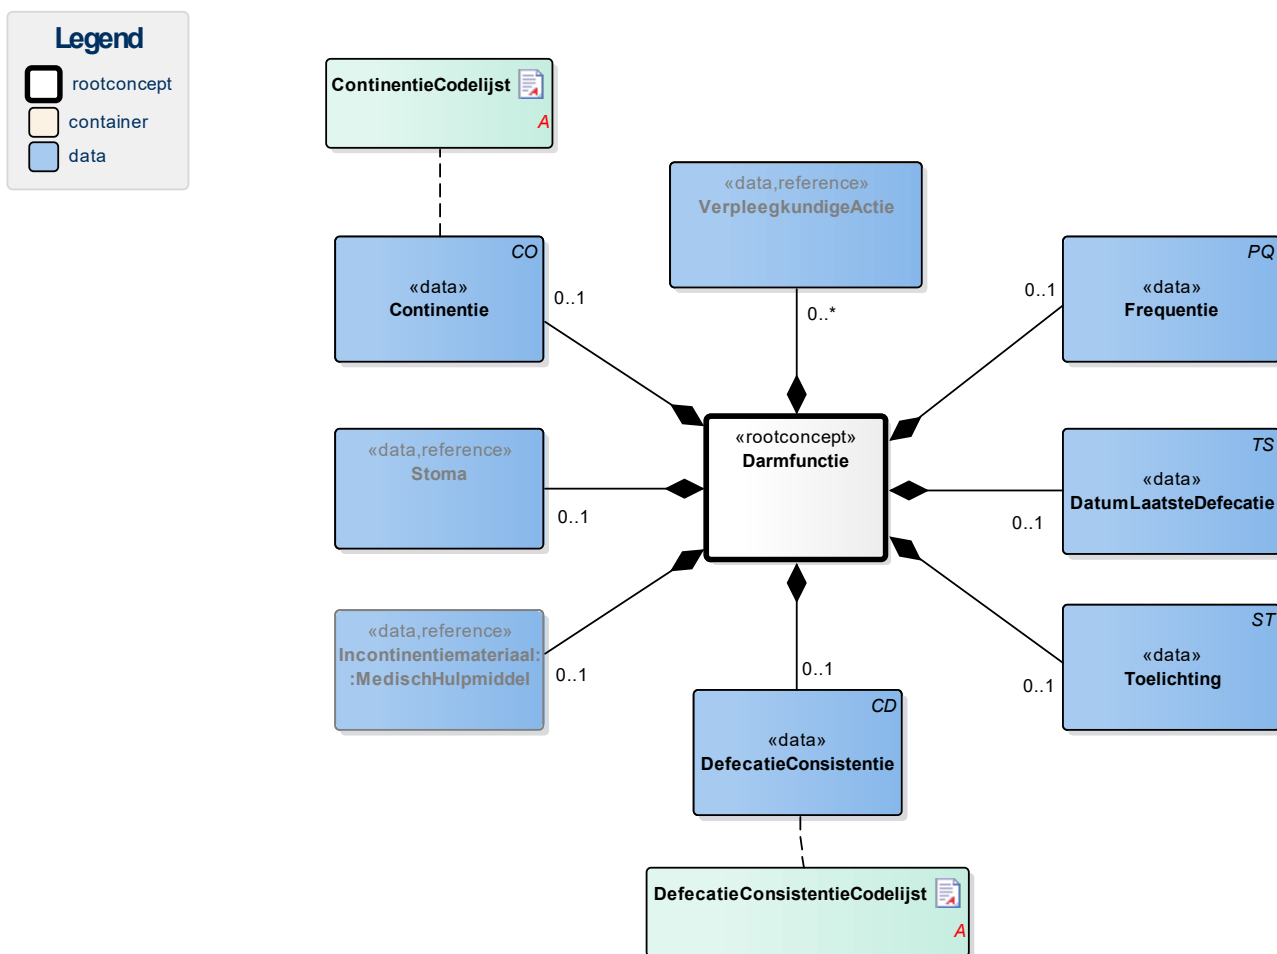 Legend
rootconcept
container
data
ContinentieCodelijst
A
«data,reference»
VerpleegkundigeActie
0..*
CO
«data»
Continentie
0..1
PQ
«data»
Frequentie
0..1
«rootconcept»
Darmfunctie
«data,reference»
Stoma
0..1
TS
«data»
DatumLaatsteDefecatie
0..1
«data,reference»
Incontinentiemateriaal:
:MedischHulpmiddel
0..1
ST
«data»
Toelichting
0..1
0..1
CD
«data»
DefecatieConsistentie
DefecatieConsistentieCodelijst
A